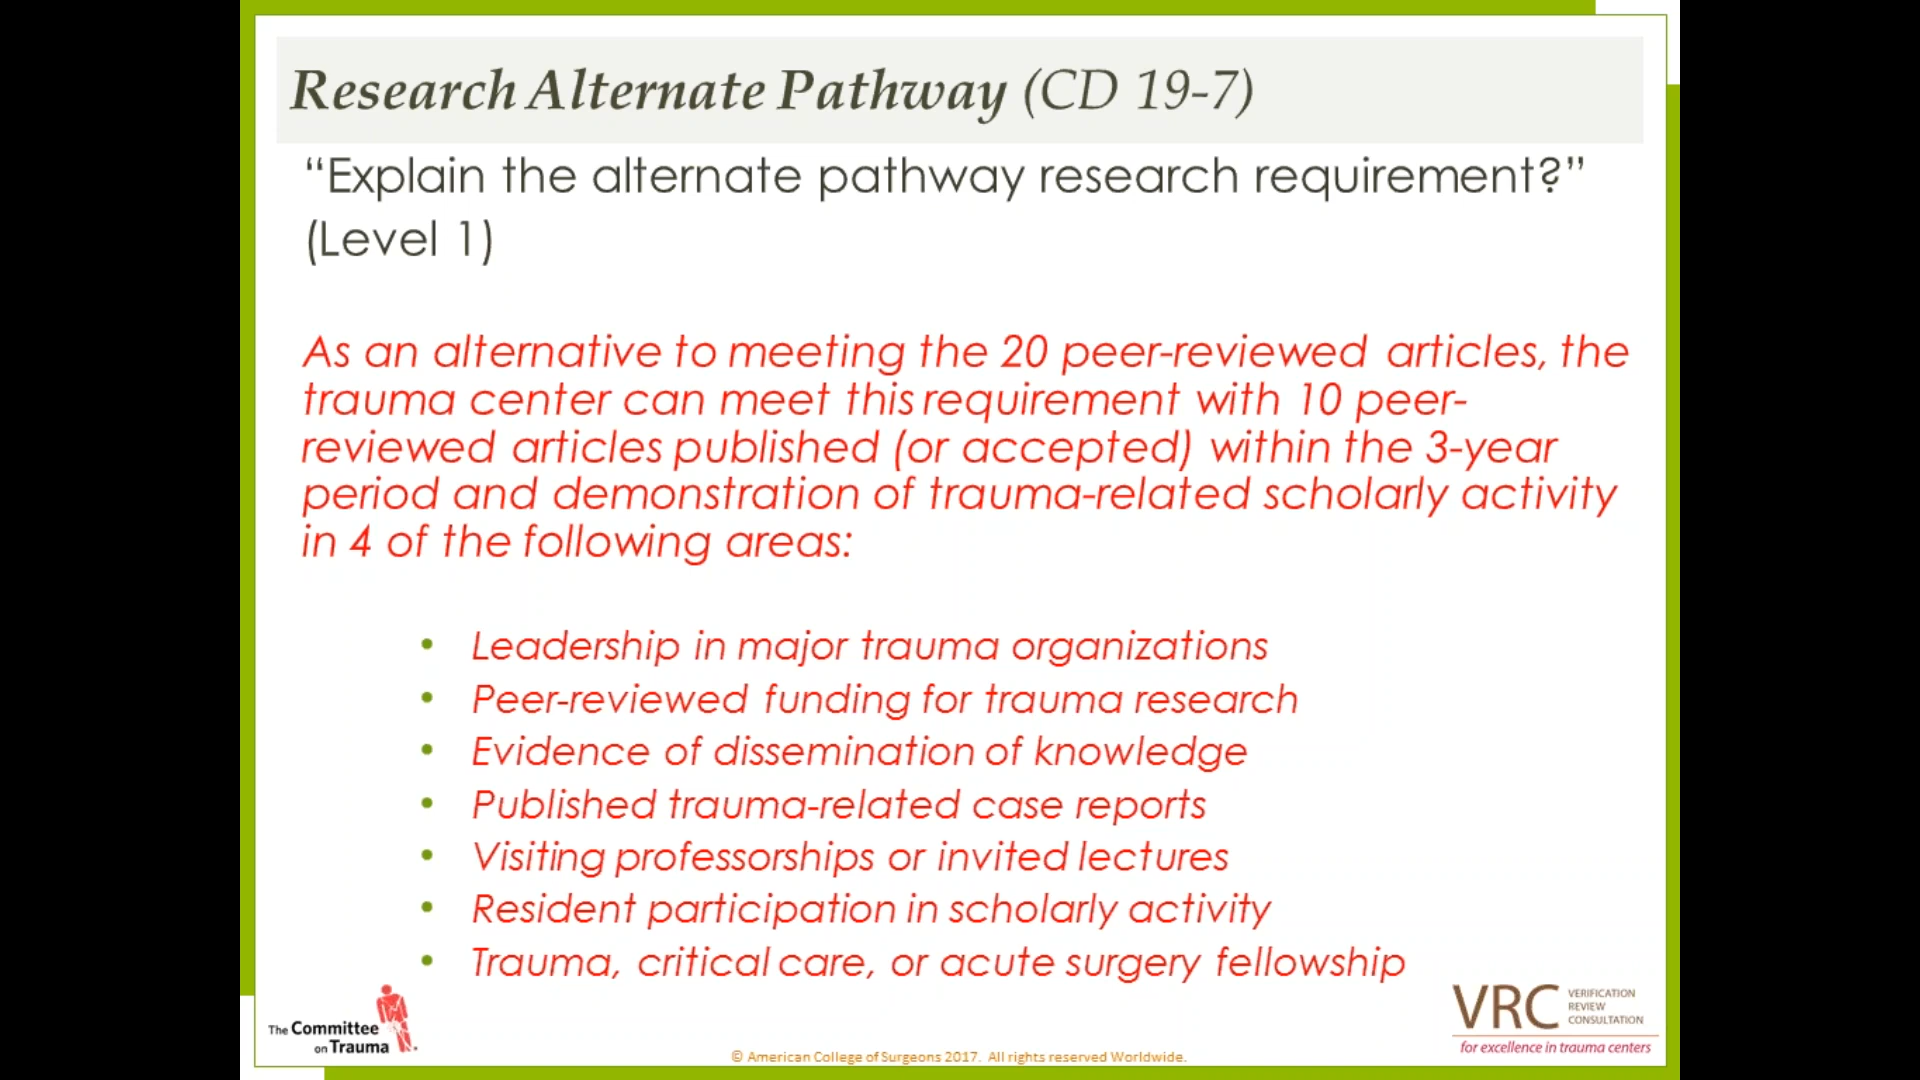 Research Alternate Pathway (CD 19-7)
“Explain the alternate pathway research requirement?”
(Level 1)
As an alternative to meeting the 20 peer-reviewed articles, the
trauma center can meet this requirement with 10 peer-
reviewed articles published (or accepted) within the 3-year
period and demonstration of trauma-related scholarly activity
in 4 of the following areas:
• Leadership in major trauma organizations
• Peer-reviewed funding for trauma research
• Evidence of dissemination of knowledge
• Published trauma-related case reports
• Visiting professorships or invited lectures
• Resident participation in scholarly activity
• Trauma, critical care, or acute surgery fellowship
The Committee
on Trauma
VRC
VERIFICATION
REVIEW
CONSULTATION
for excellence in trauma centers
© American College of Surgeons 2017. All rights reserved Worldwide.